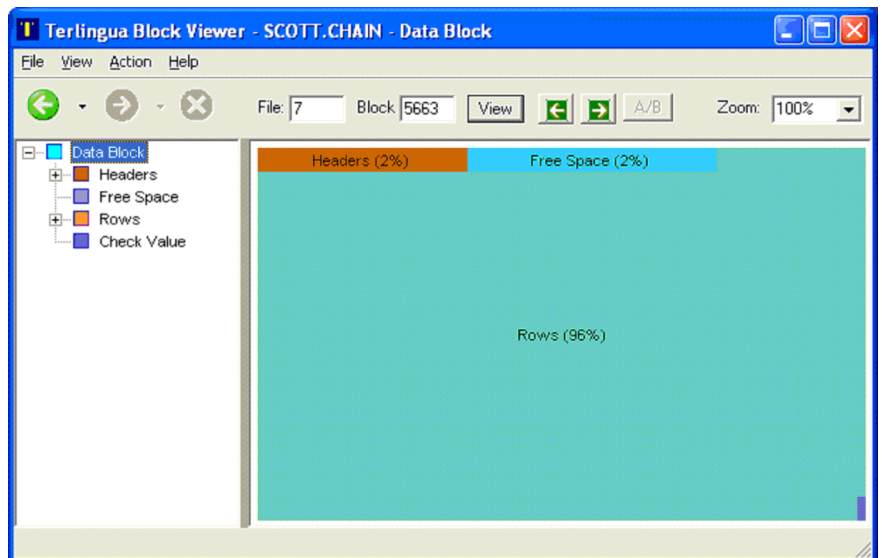 T Terlingua Block Viewer - SCOTT.CHAIN - Data Block
File View Action Help
File: 7 Block 5663 View A/B Zoom: 100%
Data Block
Headers
Free Space
Rows
Check Value
Headers (2%) Free Space (2%)
Rows (96%)